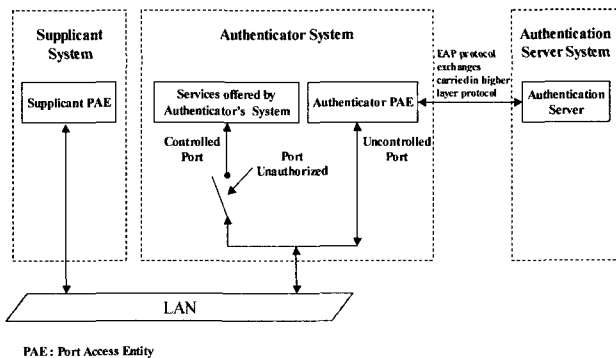 Supplicant
System
Authenticator System
Authentication
Server System
EAP protocol
exchanges
carried in higher
layer protocol
Supplicant PAE
Services offered by
Authenticator's System
Authenticator PAE
Authentication
Server
Controlled
Port
Port
Unauthorized
Uncontrolled
Port
LAN
PAE : Port Access Entity